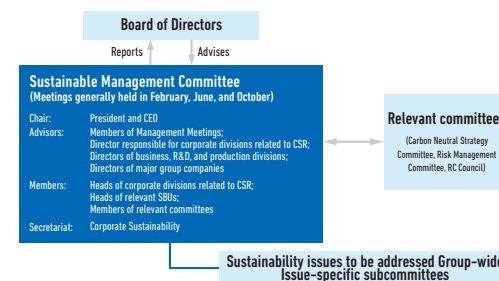 Board of Directors
Reports
Advises
Sustainable Management Committee
(Meetings generally held in February, June, and October)
Chair: President and CEO
Advisors: Members of Management Meetings;
Director responsible for corporate divisions related to CSR;
Directors of business, R&D, and production divisions;
Directors of major group companies
Members: Heads of corporate divisions related to CSR;
Heads of relevant SBUs;
Members of relevant committees
Secretariat: Corporate Sustainability
Relevant committee
(Carbon Neutral Strategy
Committee, Risk Management
Committee, RC Council)
Sustainability issues to be addressed Group-wide
Issue-specific subcommittees